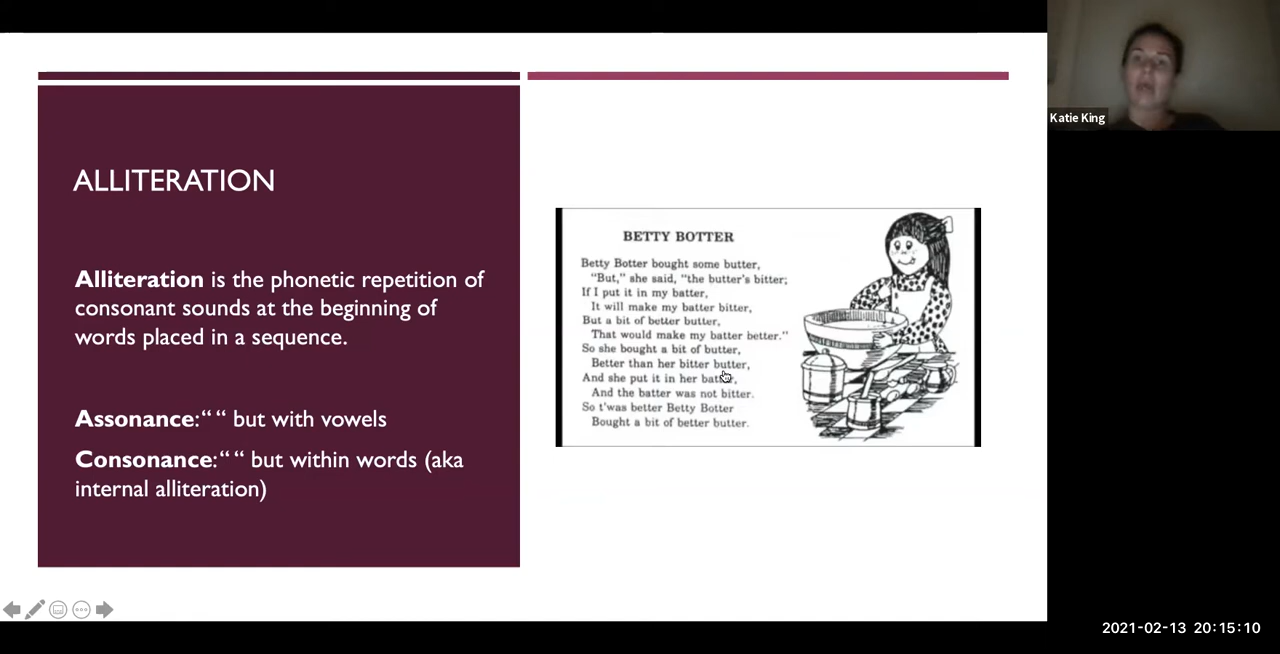 ALLITERATION
Alliteration is the phonetic repetition of
consonant sounds at the beginning of
words placed in a sequence.
Assonance:“ “ but with vowels
Consonance:“ “ but within words (aka
internal alliteration)
BETTY BOTTER
Betty Botter bought some butter,
“But,” she said, “the butter's bitter;
If I put it in my batter,
It will make my batter bitter,
But a bit of better butter,
That would make my batter better.”
So she bought a bit of butter,
Better than her bitter butter,
And she put it in her batter,
And the batter was not bitter.
So t'was better Betty Botter
Bought a bit of better butter.
Katie King
2021-02-13 20:15:10